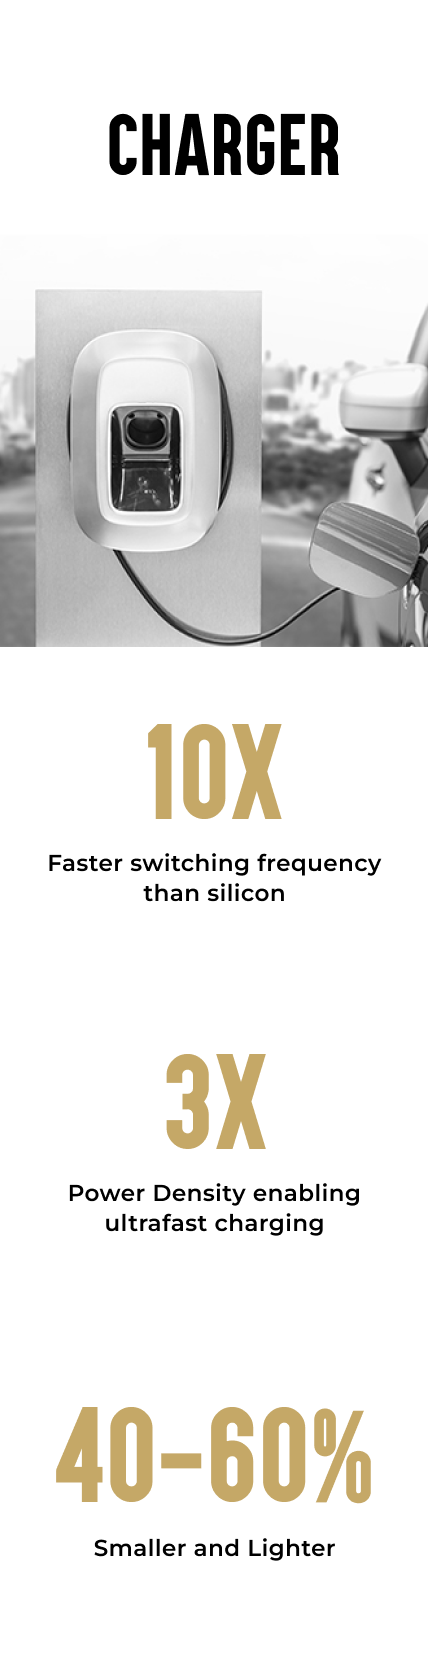 CHARGER
10X
Faster switching frequency
than silicon
3X
Power Density enabling
ultrafast charging
40-60%
Smaller and Lighter